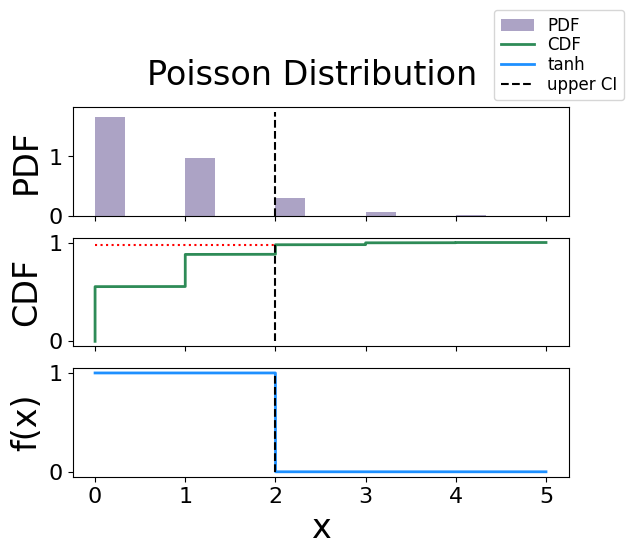 PDF
CDF
tanh
upper CI
Poisson Distribution
PDF
1
0
CDF
1
0
f(x)
1
0
0 1 2 3 4 5
x